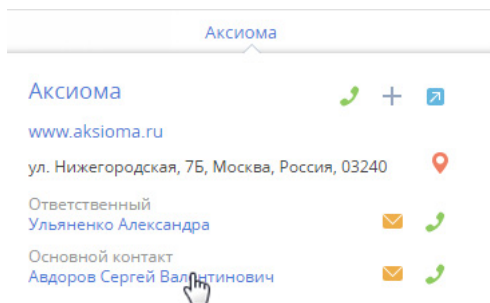 Аксиома
Аксиома
www.aksioma.ru
ул. Нижегородская, 7Б, Москва, Россия, 03240
Ответственный
Ульяненко Александра
Основной контакт
Авдоров Сергей Валентинович